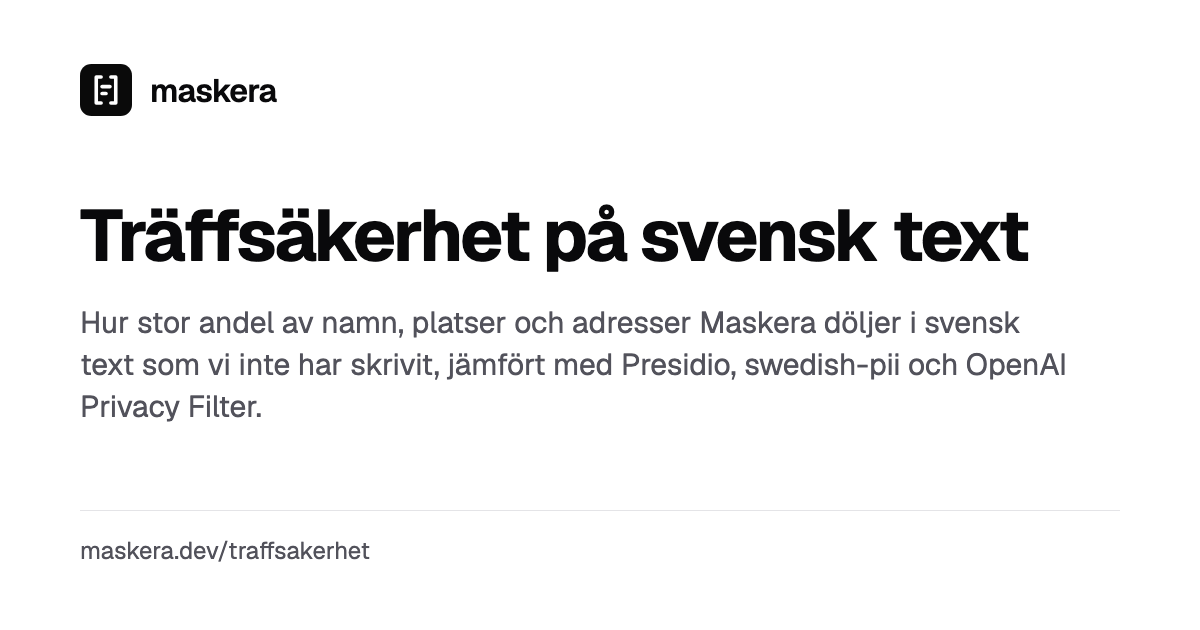 maskera
Träffsäkerhet på svensk text
Hur stor andel av namn, platser och adresser Maskera döljer i svensk
text som vi inte har skrivit, jämfört med Presidio, swedish-pii och OpenAI
Privacy Filter.
maskera.dev/traffsakerhet